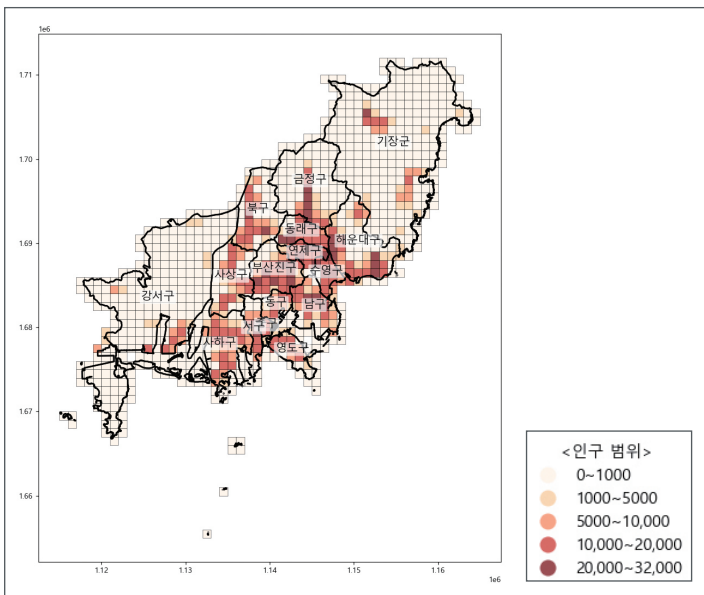 1e6
1.71
1.70
1.69
1.68
1.67
1.66
기장군
금정구
북구
동래구
해운대구
연제구
부산진구
수영구
사상구
강서구
동구
남구
서구
사하구
영도구
1.12
1.13
1.14
1.15
1.16
1e6
<인구 범위>
0~1000
1000~5000
5000~10,000
10,000~20,000
20,000~32,000